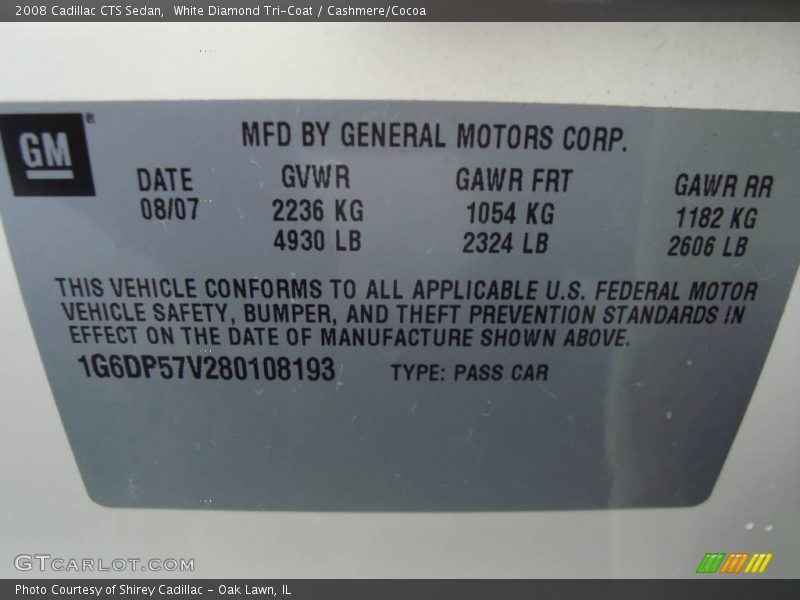 2008 Cadillac CTS Sedan,  White Diamond Tri-Coat / Cashmere/Cocoa
GM®
MFD BY GENERAL MOTORS CORP.
DATE GVWR GAWR FRT GAWR RR
08/07 2236 KG 1054 KG 1182 KG
4930 LB 2324 LB 2606 LB
THIS VEHICLE CONFORMS TO ALL APPLICABLE U.S. FEDERAL MOTOR
VEHICLE SAFETY, BUMPER, AND THEFT PREVENTION STANDARDS IN
EFFECT ON THE DATE OF MANUFACTURE SHOWN ABOVE.
1G6DP57V280108193 TYPE: PASS CAR
GTCARLOT.COM
Photo Courtesy of Shirey Cadillac - Oak Lawn, IL